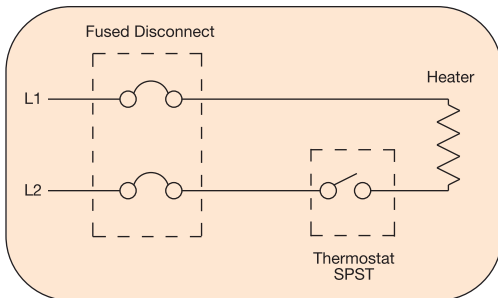 Fused Disconnect
Heater
L1
L2
Thermostat
SPST